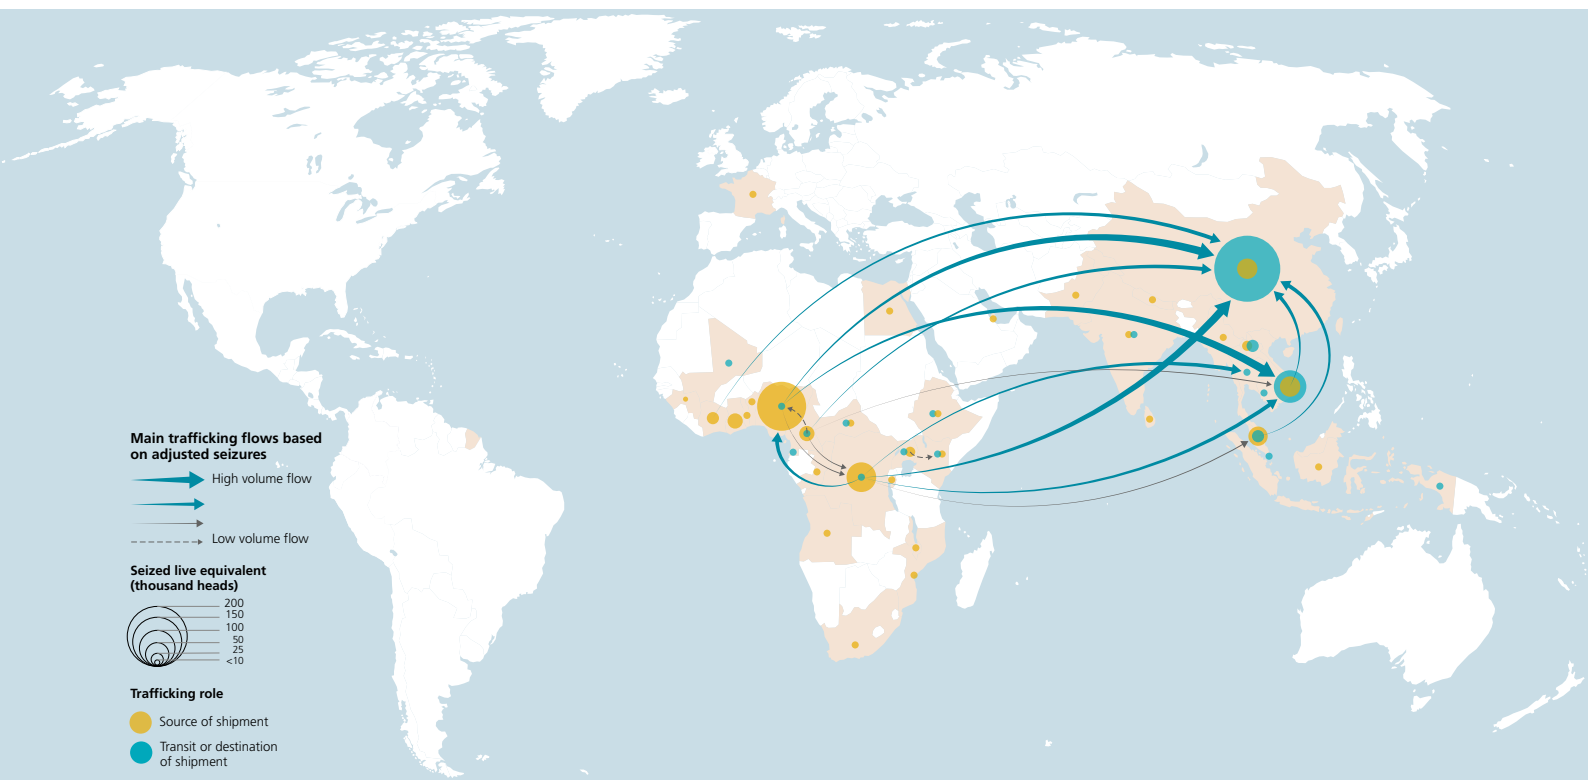 Main trafficking flows based
on adjusted seizures
High volume flow
Low volume flow
Seized live equivalent
(thousand heads)
200
150
100
50
25
<10
Trafficking role
Source of shipment
Transit or destination
of shipment